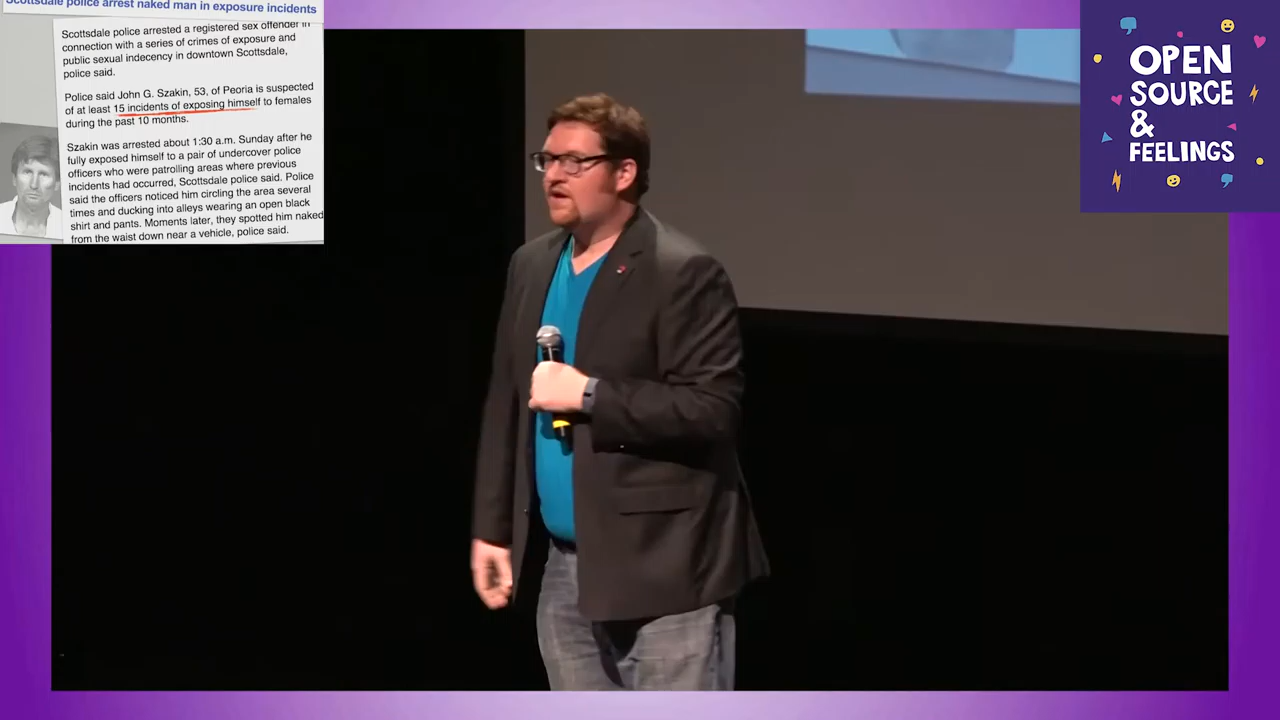 Scottsdale police arrest naked man in exposure incidents
Scottsdale police arrested a registered sex offender in
connection with a series of crimes of exposure and
public sexual indecency in downtown Scottsdale,
police said.
Police said John G. Szakin, 53, of Peoria is suspected
of at least 15 incidents of exposing himself to females
during the past 10 months.
Szakin was arrested about 1:30 a.m. Sunday after he
fully exposed himself to a pair of undercover police
officers who were patrolling areas where previous
incidents had occurred, Scottsdale police said. Police
said the officers noticed him circling the area several
times and ducking into alleys wearing an open black
shirt and pants. Moments later, they spotted him naked
from the waist down near a vehicle, police said.
OPEN
SOURCE
&
FEELINGS